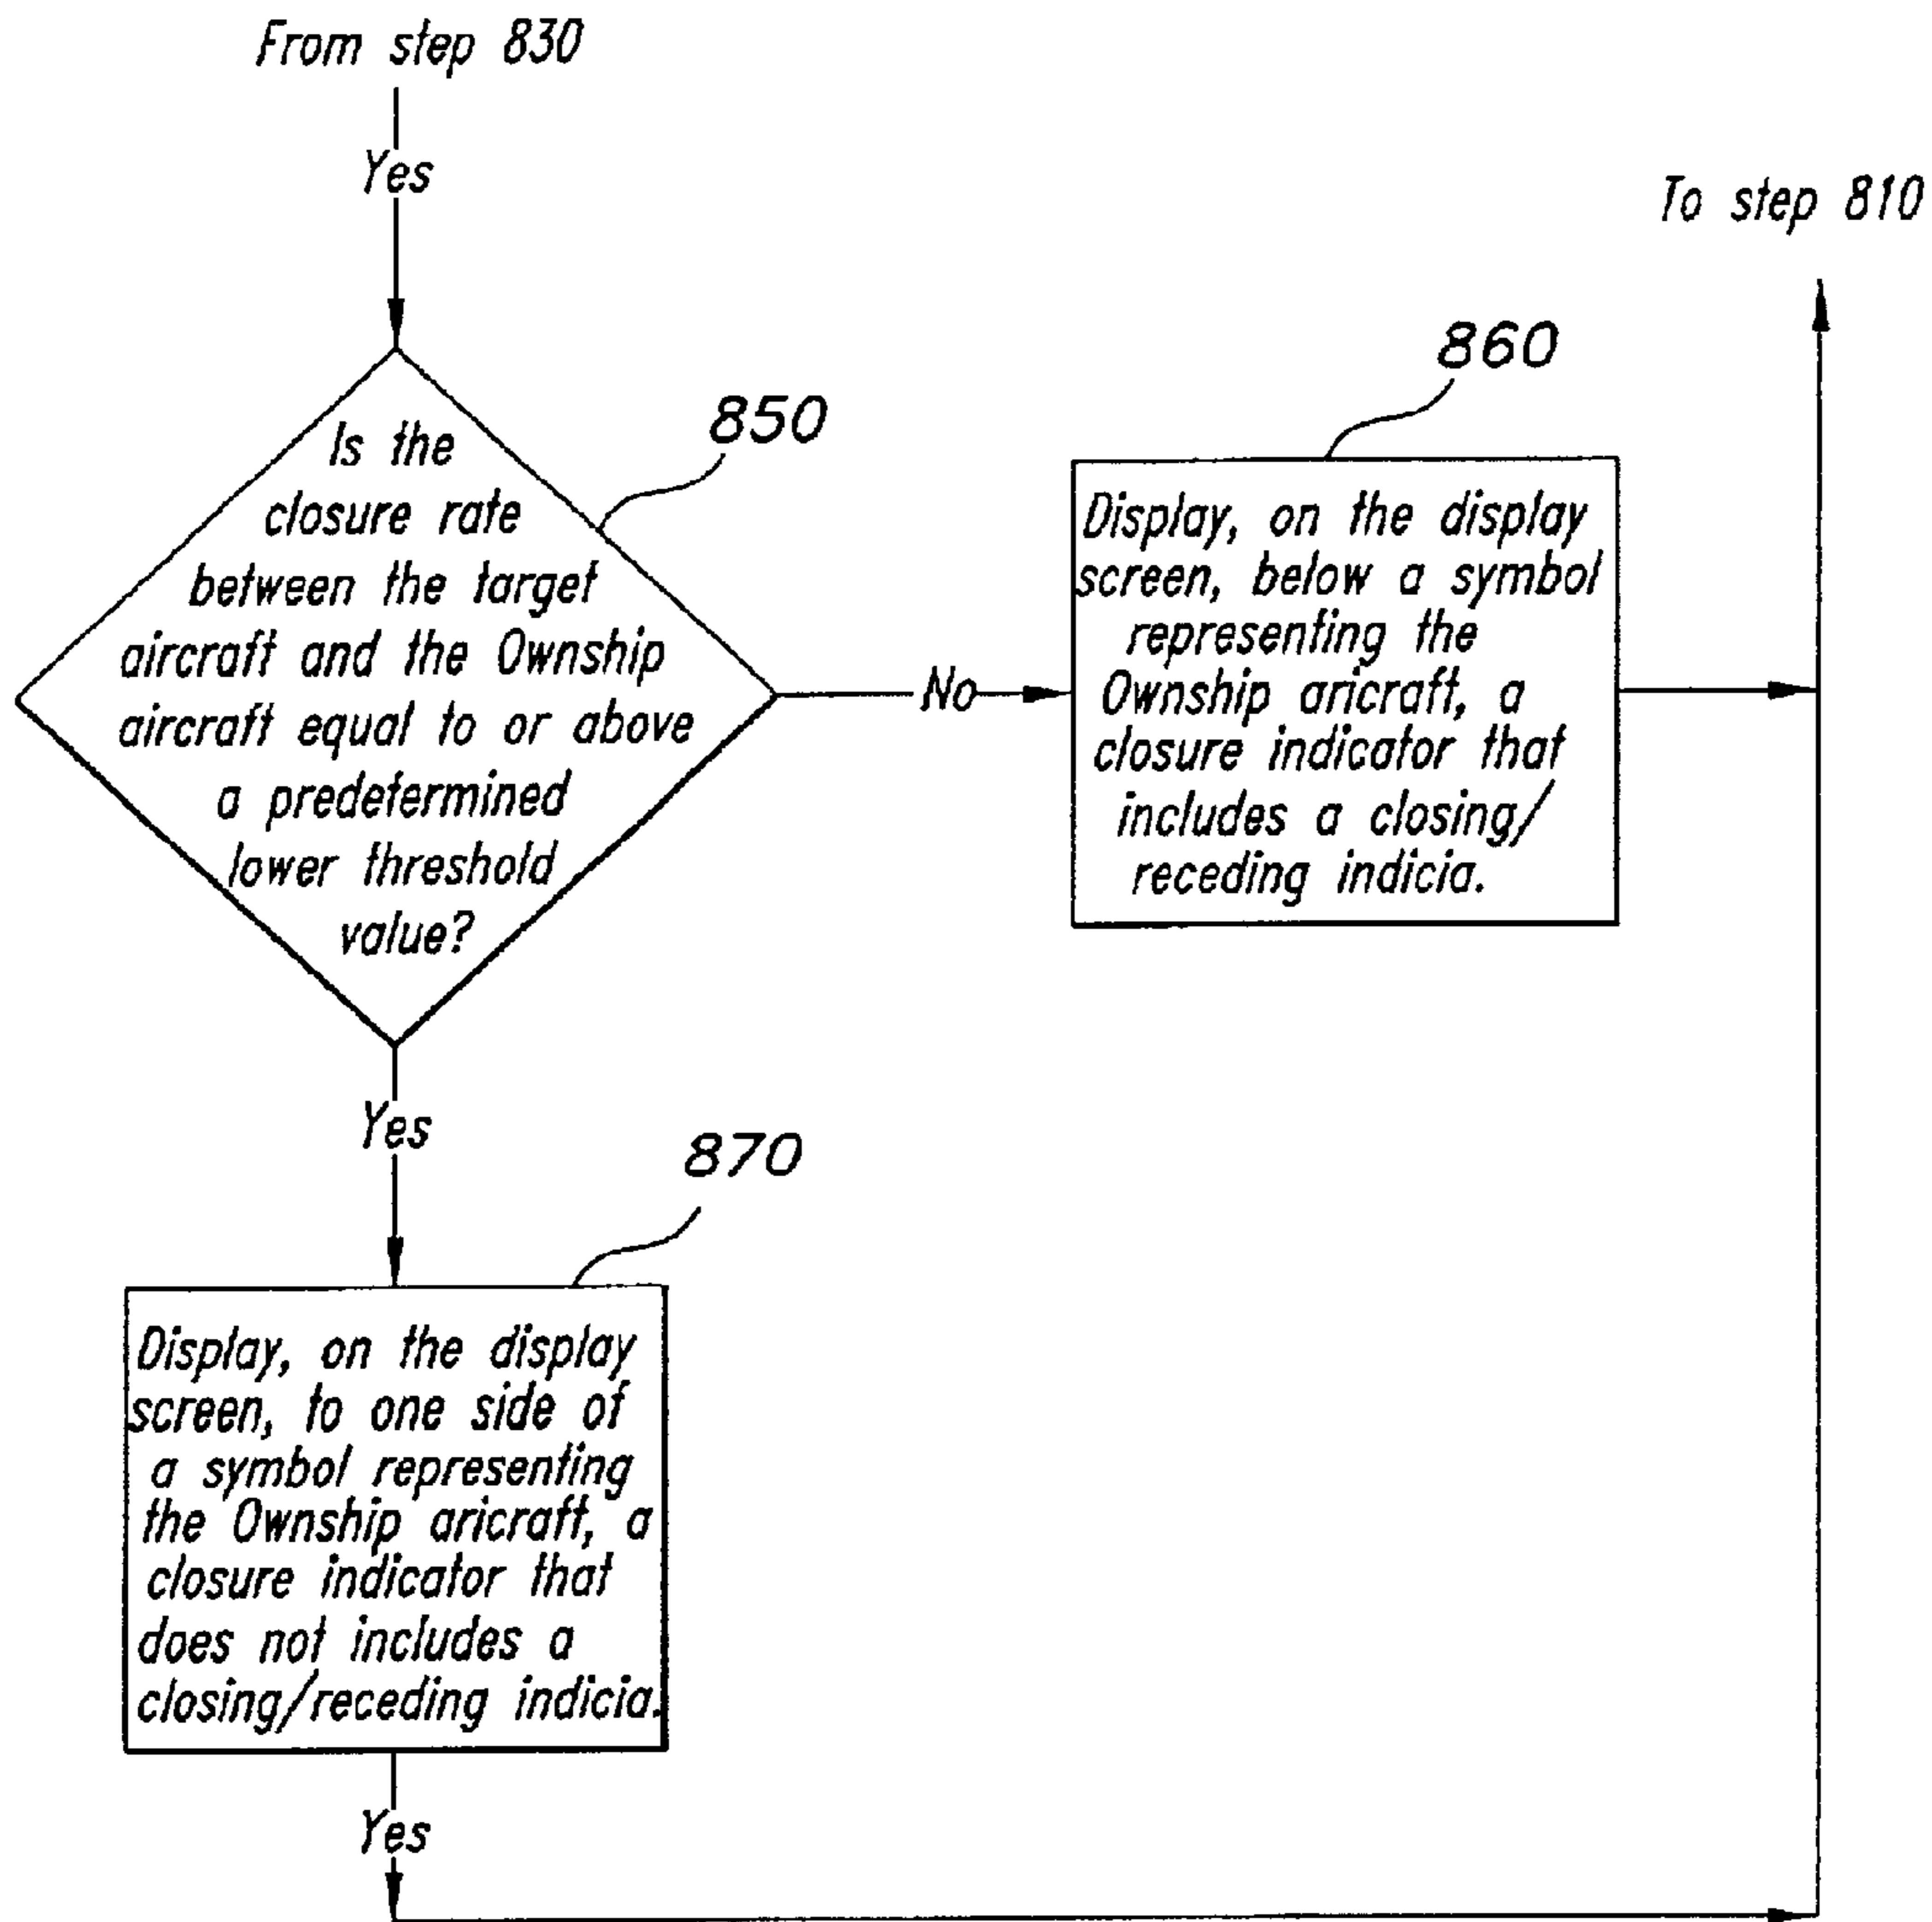 From step 830
Yes
To step 810
850
Is the
closure rate
between the target
aircraft and the Ownship
aircraft equal to or above
a predetermined
lower threshold
value?
No
860
Display, on the display
screen, below a symbol
representing the
Ownship aricraft, a
closure indicator that
includes a closing/
receding indicia.
Yes
870
Display, on the display
screen, to one side of
a symbol representing
the Ownship aricraft, a
closure indicator that
does not includes a
closing/receding indicia.
Yes